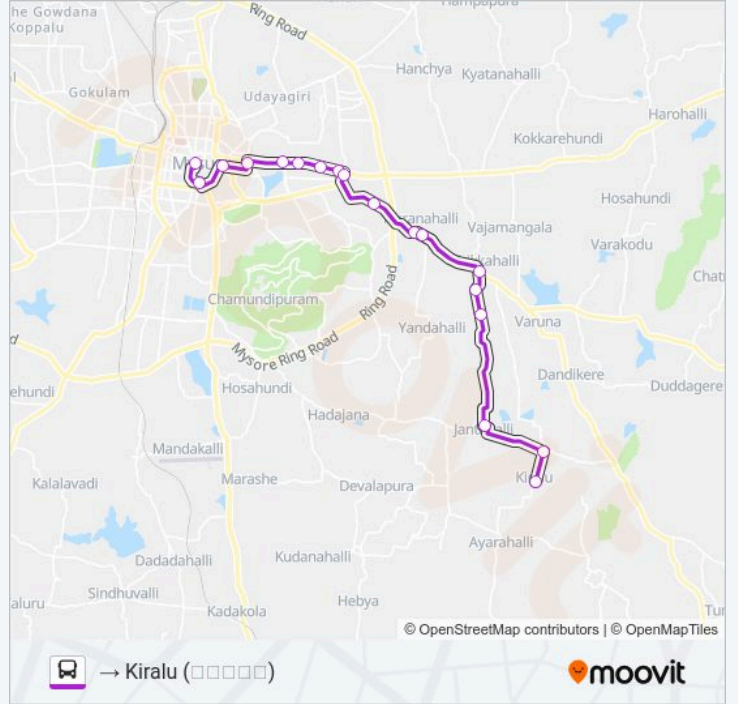 he Gowdana
Koppalu
Ring Road
Hampapura
Hanchya
Kyatanahalli
Gokulam
Udayagiri
Harohalli
Kokkarehundi
Hosahundi
Vajamangala
Varakodu
Chamundipuram
Ring Road
Yandahalli
Varuna
Mysore Ring Road
Dandikere
Duddagere
ehundi
Hosahundi
Hadajana
Mandakalli
Kalalavadi
Marashe
Devalapura
Ayarahalli
Dadadahalli
Kudanahalli
Sindhuvalli
Hebya
aluru
Kadakola
© OpenStreetMap contributors | © OpenMapTiles
→ Kiralu (□□□□□)
moovit